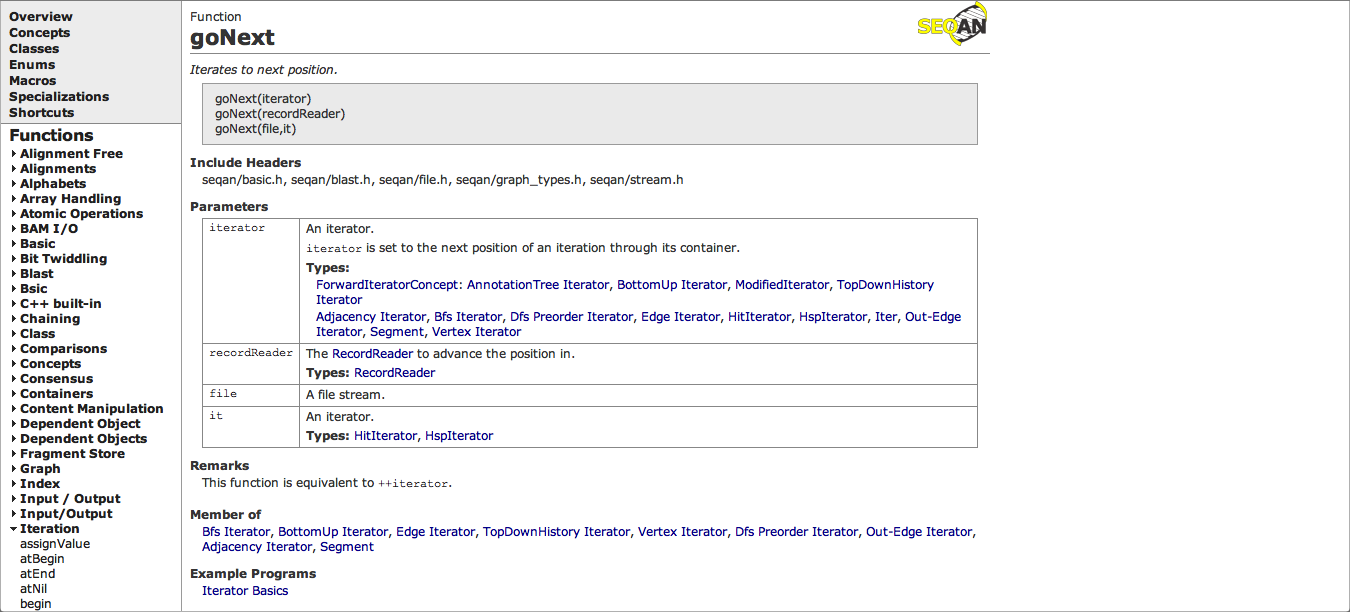 Overview
Concepts
Classes
Enums
Macros
Specializations
Shortcuts
Functions
Alignment Free
Alignments
Alphabets
Array Handling
Atomic Operations
BAM I/O
Basic
Bit Twiddling
Blast
Bsic
C++ built-in
Chaining
Class
Comparisons
Concepts
Consensus
Containers
Content Manipulation
Dependent Object
Dependent Objects
Fragment Store
Graph
Index
Input / Output
Input/Output
Iteration
assignValue
atBegin
atEnd
atNil
begin
Function
goNext
SEQAN
Iterates to next position.
goNext(iterator)
goNext(recordReader)
goNext(file,it)
Include Headers
seqan/basic.h, seqan/blast.h, seqan/file.h, seqan/graph_types.h, seqan/stream.h
Parameters
iterator
An iterator.
iterator is set to the next position of an iteration through its container.
Types:
ForwardIteratorConcept: AnnotationTree Iterator, BottomUp Iterator, ModifiedIterator, TopDownHistory
Iterator
Adjacency Iterator, Bfs Iterator, Dfs Preorder Iterator, Edge Iterator, HitIterator, HspIterator, Iter, Out-Edge
Iterator, Segment, Vertex Iterator
recordReader
The RecordReader to advance the position in.
Types: RecordReader
file
A file stream.
it
An iterator.
Types: HitIterator, HspIterator
Remarks
This function is equivalent to ++iterator.
Member of
Bfs Iterator, BottomUp Iterator, Edge Iterator, TopDownHistory Iterator, Vertex Iterator, Dfs Preorder Iterator, Out-Edge Iterator,
Adjacency Iterator, Segment
Example Programs
Iterator Basics